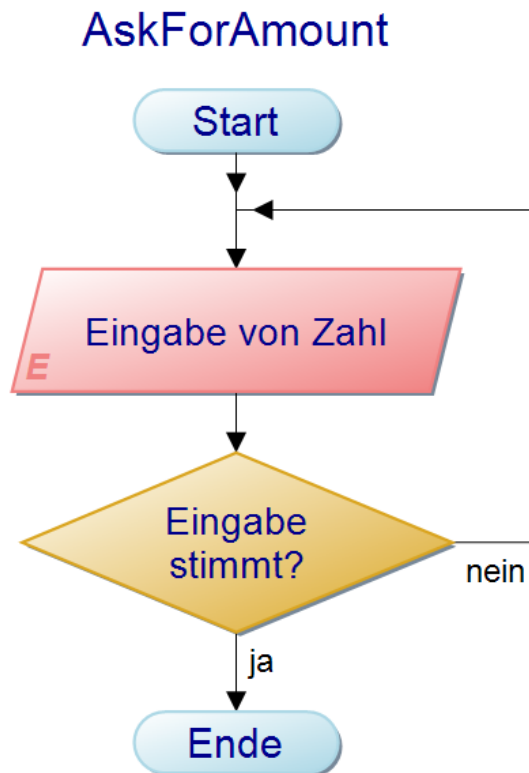 AskForAmount
Start
Eingabe von Zahl
E
Eingabe
stimmt?
nein
ja
Ende